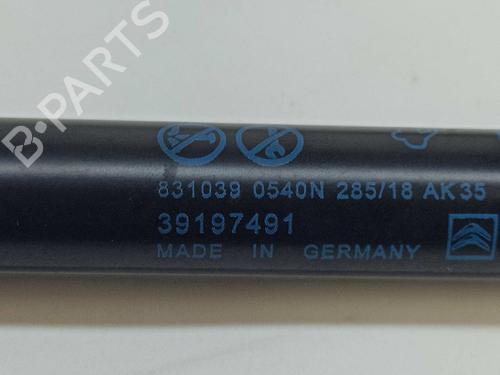 B-PARTS
831039 0540N 285/18 AK35
39197491
MADE IN GERMANY